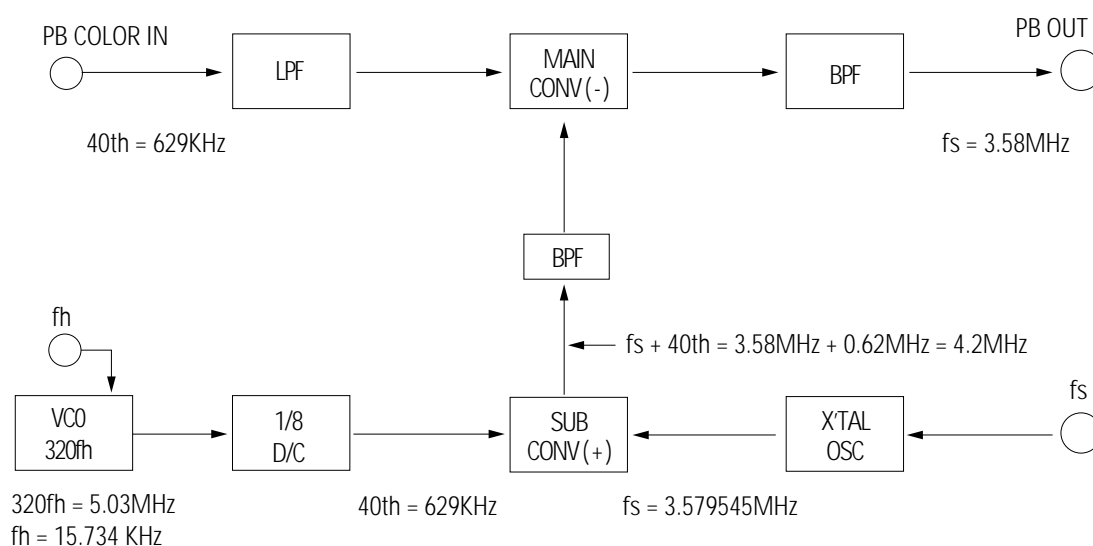 PB COLOR IN
PB OUT
LPF
MAIN
CONV(-)
BPF
40th = 629KHz
fs = 3.58MHz
BPF
fh
fs + 40th = 3.58MHz + 0.62MHz = 4.2MHz
fs
VCO
320fh
1/8
D/C
SUB
CONV(+)
X'TAL
OSC
320fh = 5.03MHz
fh = 15.734 KHz
40th = 629KHz
fs = 3.579545MHz